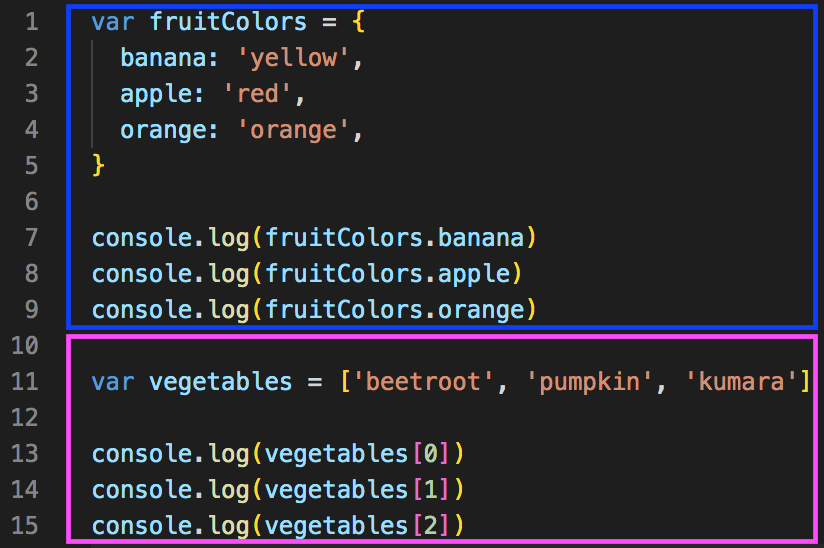 1 var fruitColors = {
2 banana: 'yellow',
3 apple: 'red',
4 orange: 'orange',
5 }
6
7 console.log(fruitColors.banana)
8 console.log(fruitColors.apple)
9 console.log(fruitColors.orange)
10
11 var vegetables = ['beetroot', 'pumpkin', 'kumara']
12
13 console.log(vegetables[0])
14 console.log(vegetables[1])
15 console.log(vegetables[2])